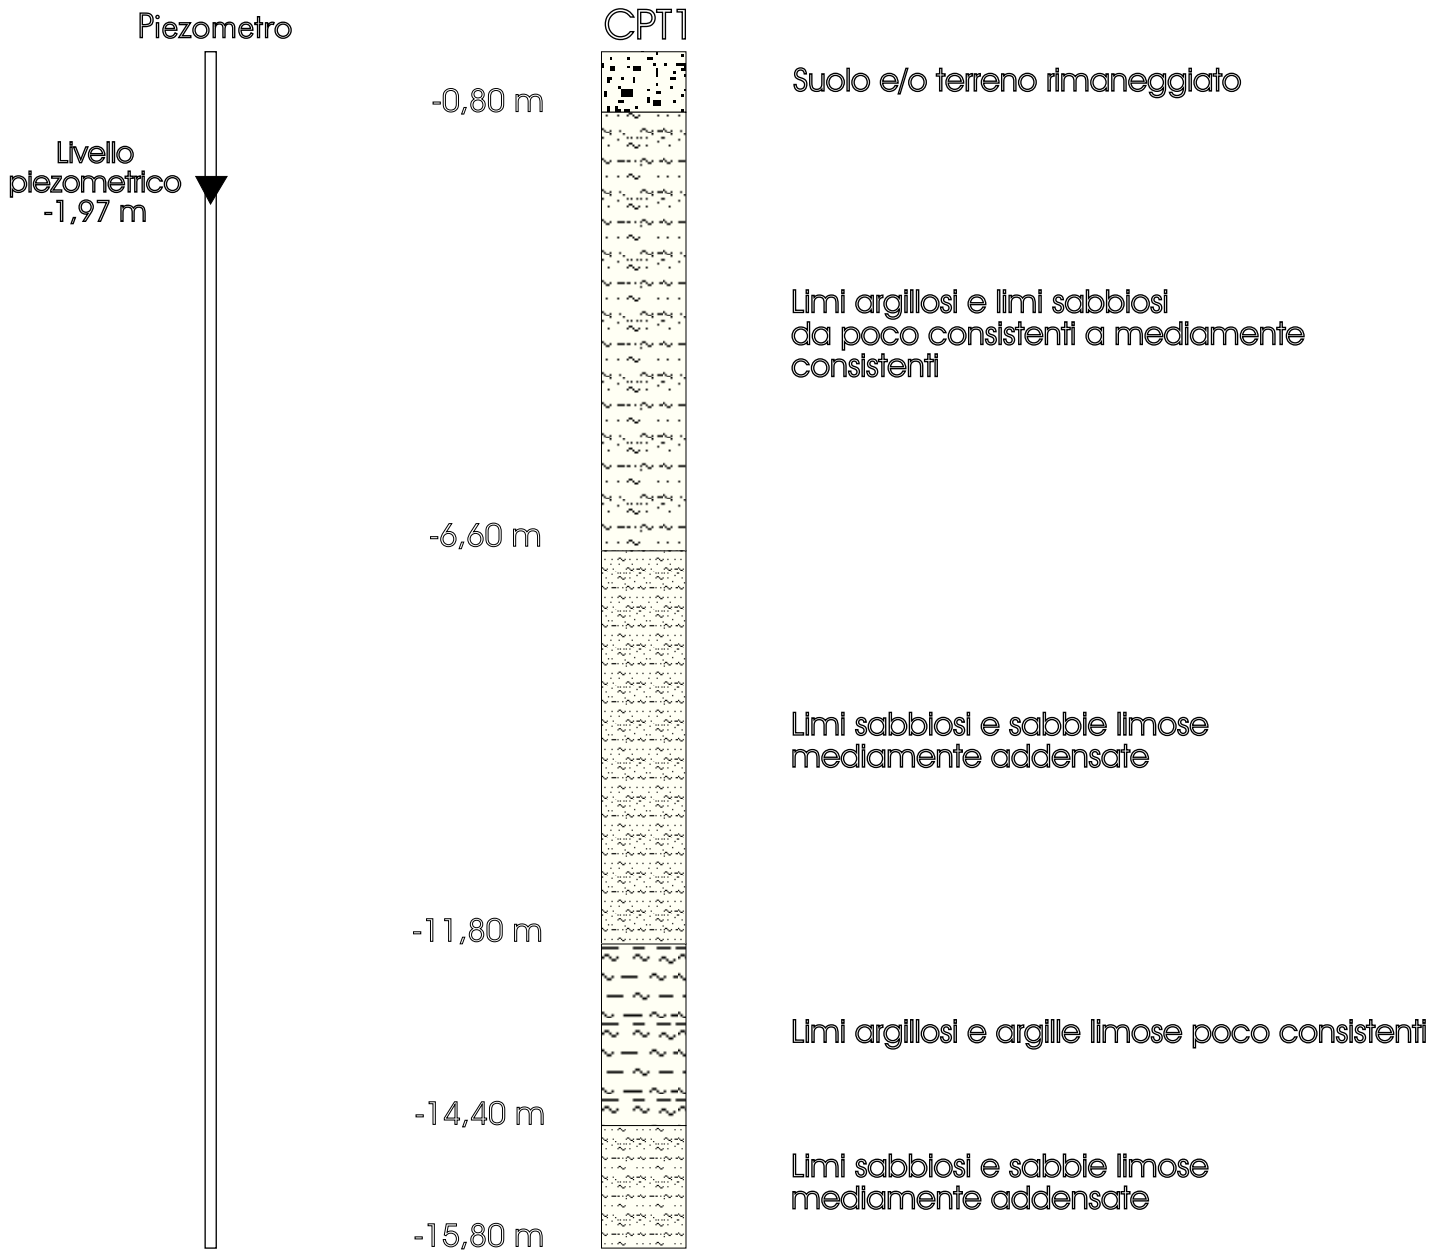 Piezometro
CPT1
Suolo e/o terreno rimaneggiato
-0,80 m
Livello
piezometrico
-1,97 m
Limi argillosi e limi sabbiosi
da poco consistenti a mediamente
consistenti
-6,60 m
Limi sabbiosi e sabbie limose
mediamente addensate
-11,80 m
Limi argillosi e argille limose poco consistenti
-14,40 m
Limi sabbiosi e sabbie limose
mediamente addensate
-15,80 m